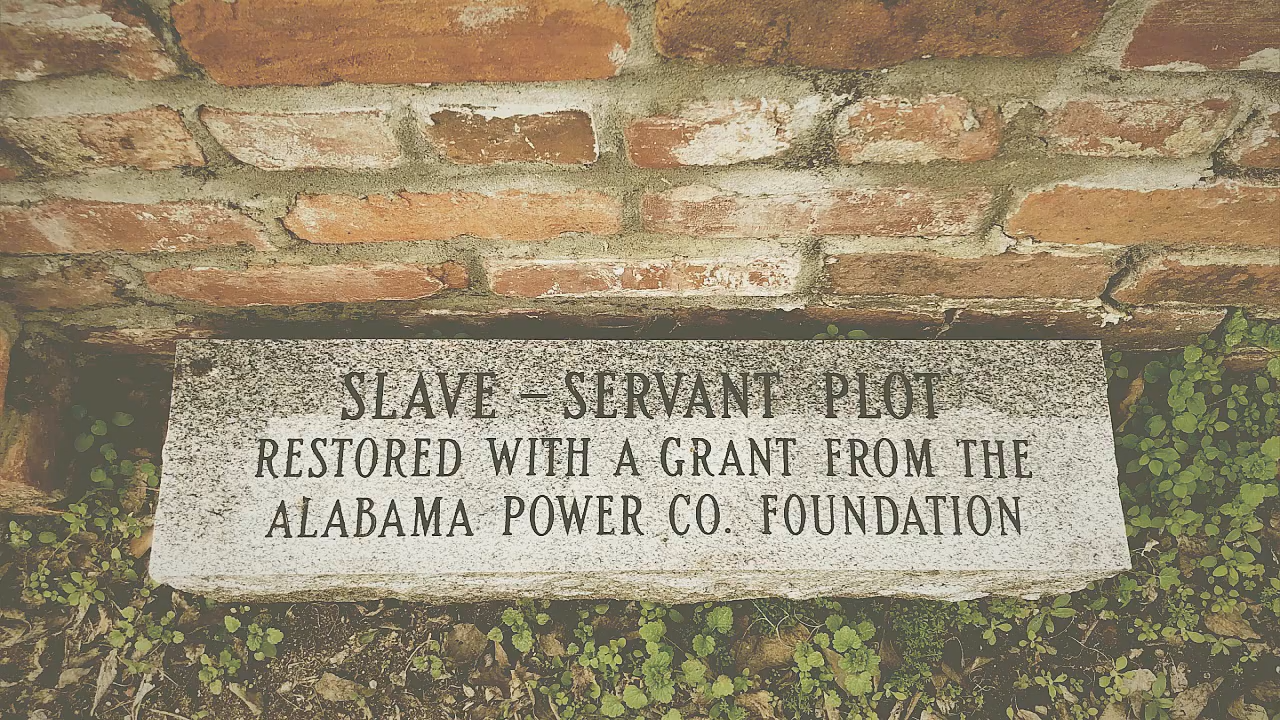 SLAVE – SERVANT PLOT
RESTORED WITH A GRANT FROM THE
ALABAMA POWER CO. FOUNDATION